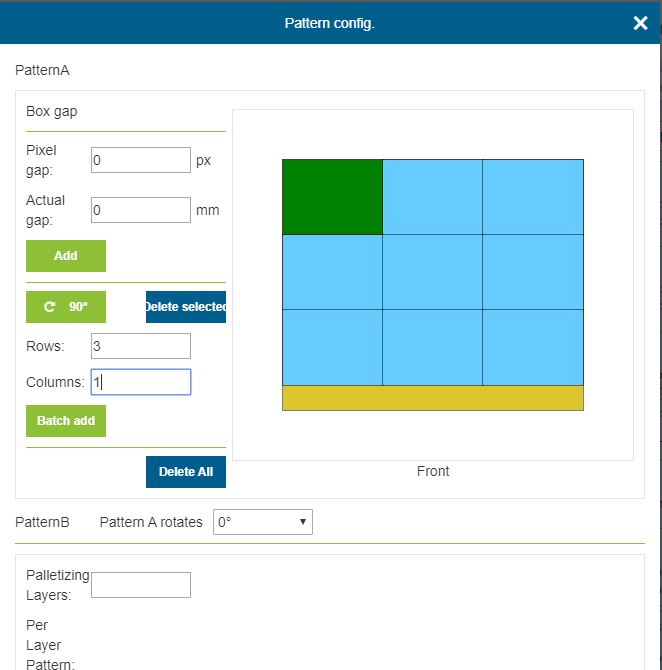 Pattern config.
PatternA
Box gap
Pixel
gap:
0
px
Actual
gap:
0
mm
Add
90°
Delete selected
Rows:
3
Columns:
1
Batch add
Delete All
Front
PatternB
Pattern A rotates
0°
Palletizing
Layers:
Per
Layer
Pattern: